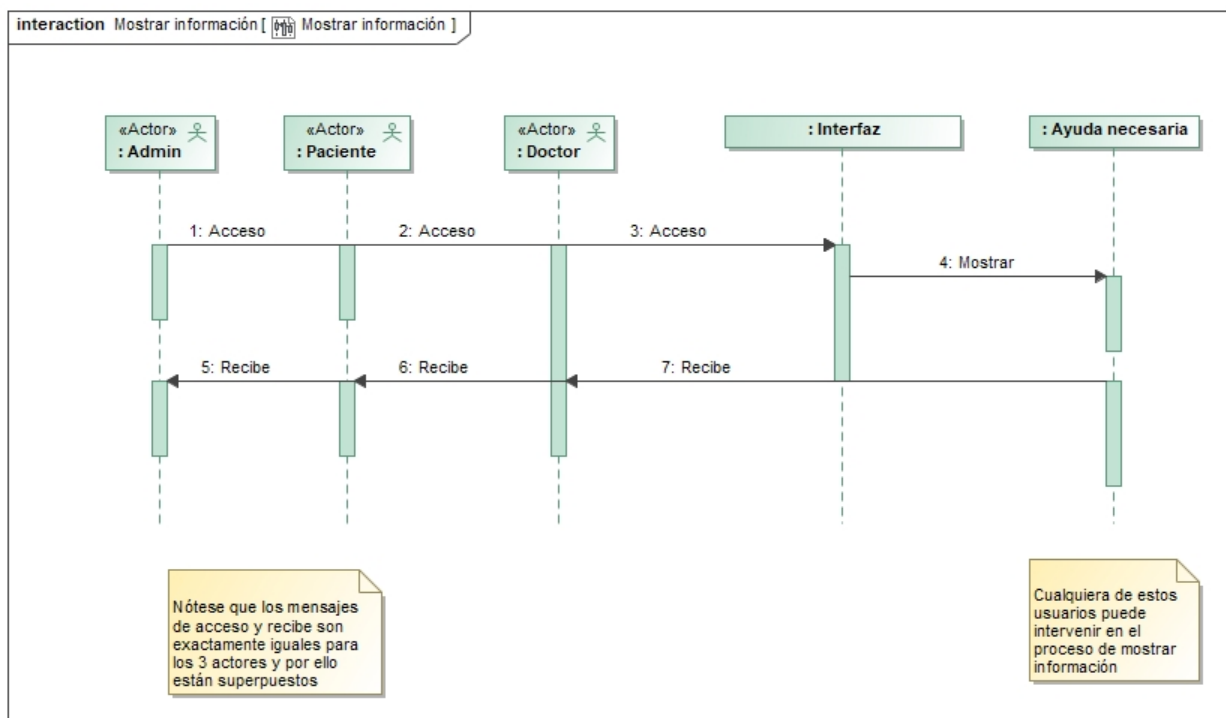 interaction Mostrar información [ Mostrar información ]
«Actor»
: Admin
«Actor»
: Paciente
«Actor»
: Doctor
: Interfaz
: Ayuda necesaria
1: Acceso
2: Acceso
3: Acceso
4: Mostrar
5: Recibe
6: Recibe
7: Recibe
Nótese que los mensajes
de acceso y recibe son
exactamente iguales para
los 3 actores y por ello
están superpuestos
Cualquiera de estos
usuarios puede
intervenir en el
proceso de mostrar
información